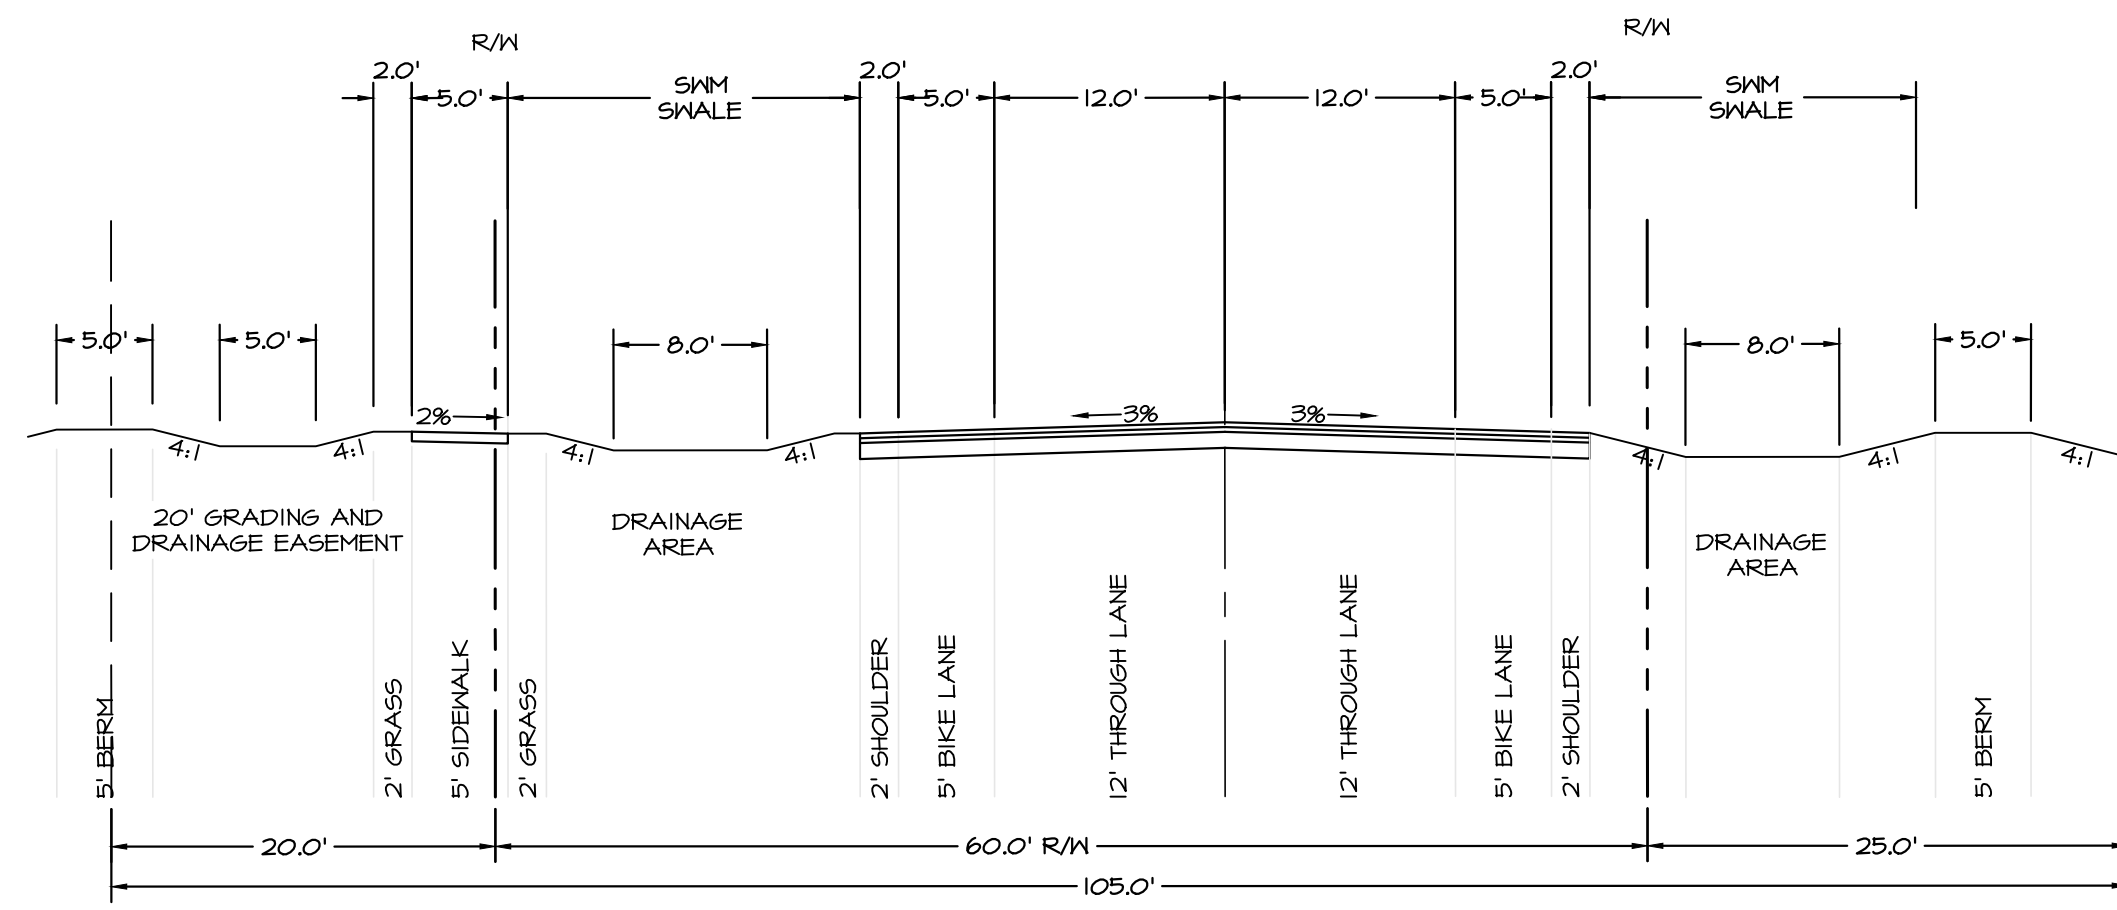 R/W
R/W
2.0'
2.0'
2.0'
5.0'
SWM
SWALE
5.0'
12.0'
12.0'
5.0'
SWM
SWALE
5.0'
5.0'
8.0'
8.0'
5.0'
2%
3%
3%
4:1
4:1
4:1
4:1
4:1
4:1
4:1
20' GRADING AND
DRAINAGE EASEMENT
DRAINAGE
AREA
DRAINAGE
AREA
5' BERM
2' GRASS
5' SIDEWALK
2' GRASS
2' SHOULDER
5' BIKE LANE
12' THROUGH LANE
12' THROUGH LANE
5' BIKE LANE
2' SHOULDER
5' BERM
20.0'
60.0' R/W
25.0'
105.0'